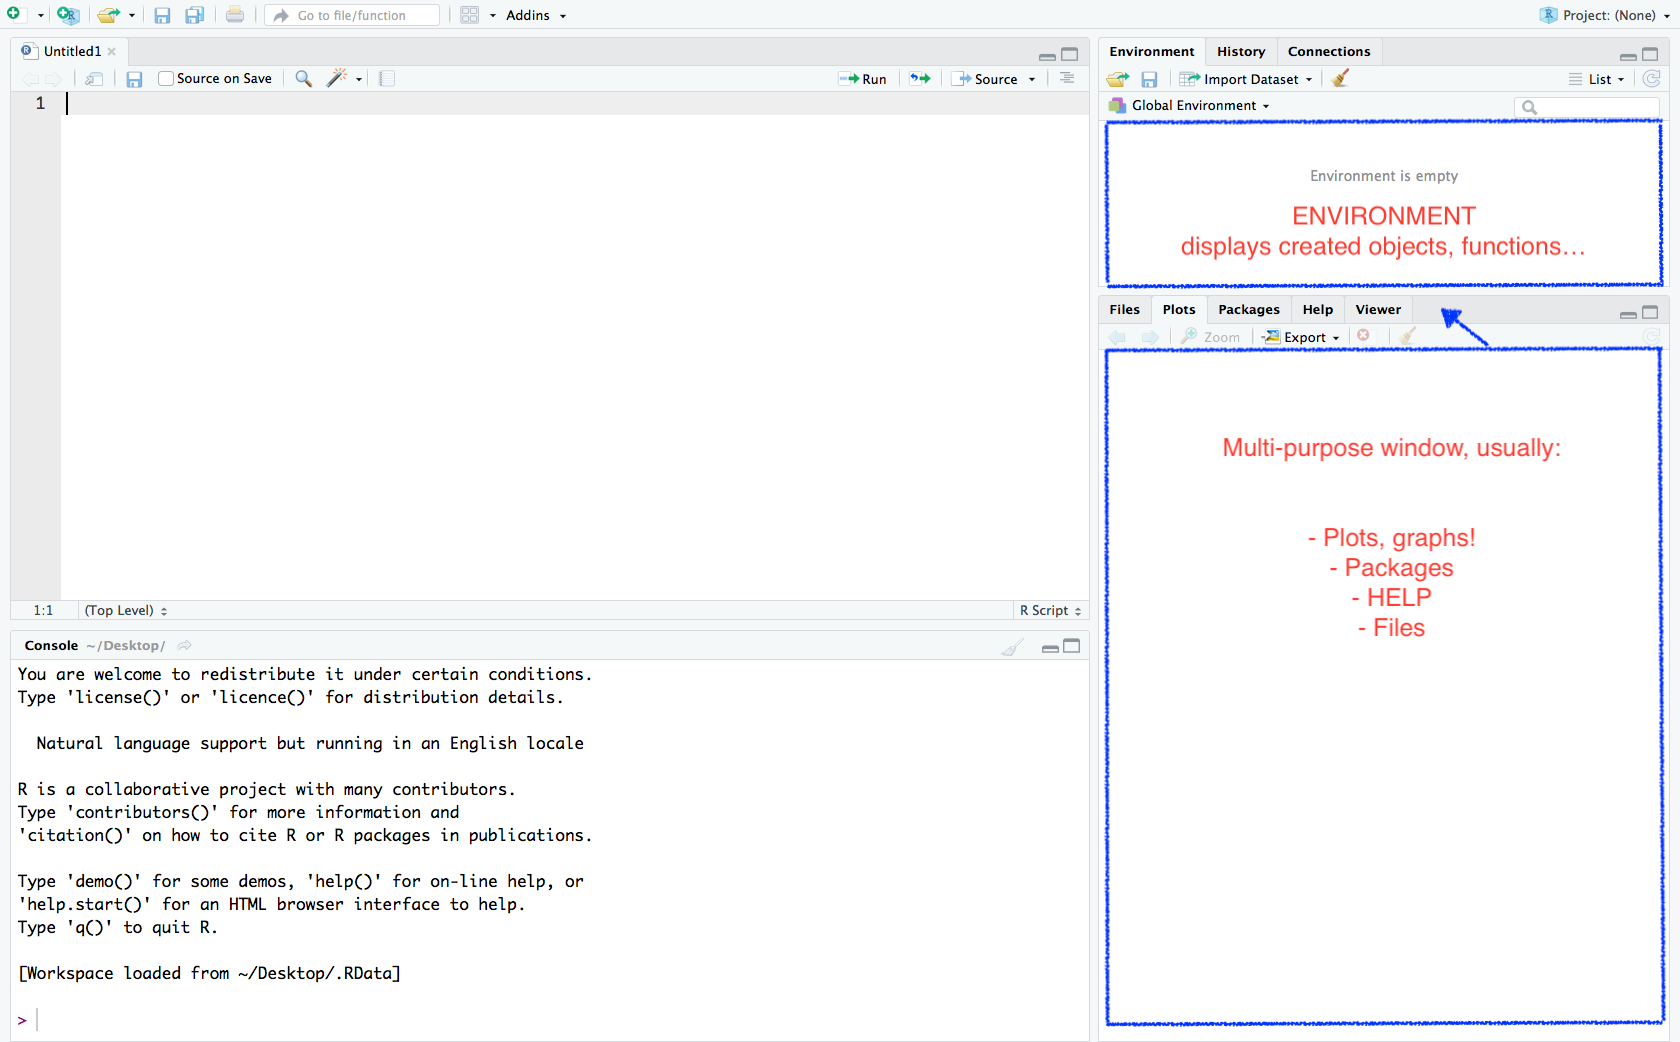 Go to file/function
Addins
Project: (None)
Untitled1
Source on Save
Run
Source
1
1:1
(Top Level)
R Script
Console ~/Desktop/
You are welcome to redistribute it under certain conditions.
Type 'license()' or 'licence()' for distribution details.
Natural language support but running in an English locale
R is a collaborative project with many contributors.
Type 'contributors()' for more information and
'citation()' on how to cite R or R packages in publications.
Type 'demo()' for some demos, 'help()' for on-line help, or
'help.start()' for an HTML browser interface to help.
Type 'q()' to quit R.
[Workspace loaded from ~/Desktop/.RData]
>
Environment History Connections
Import Dataset
List
Global Environment
Environment is empty
ENVIRONMENT
displays created objects, functions...
Files Plots Packages Help Viewer
Zoom
Export
Multi-purpose window, usually:
- Plots, graphs!
- Packages
- HELP
- Files